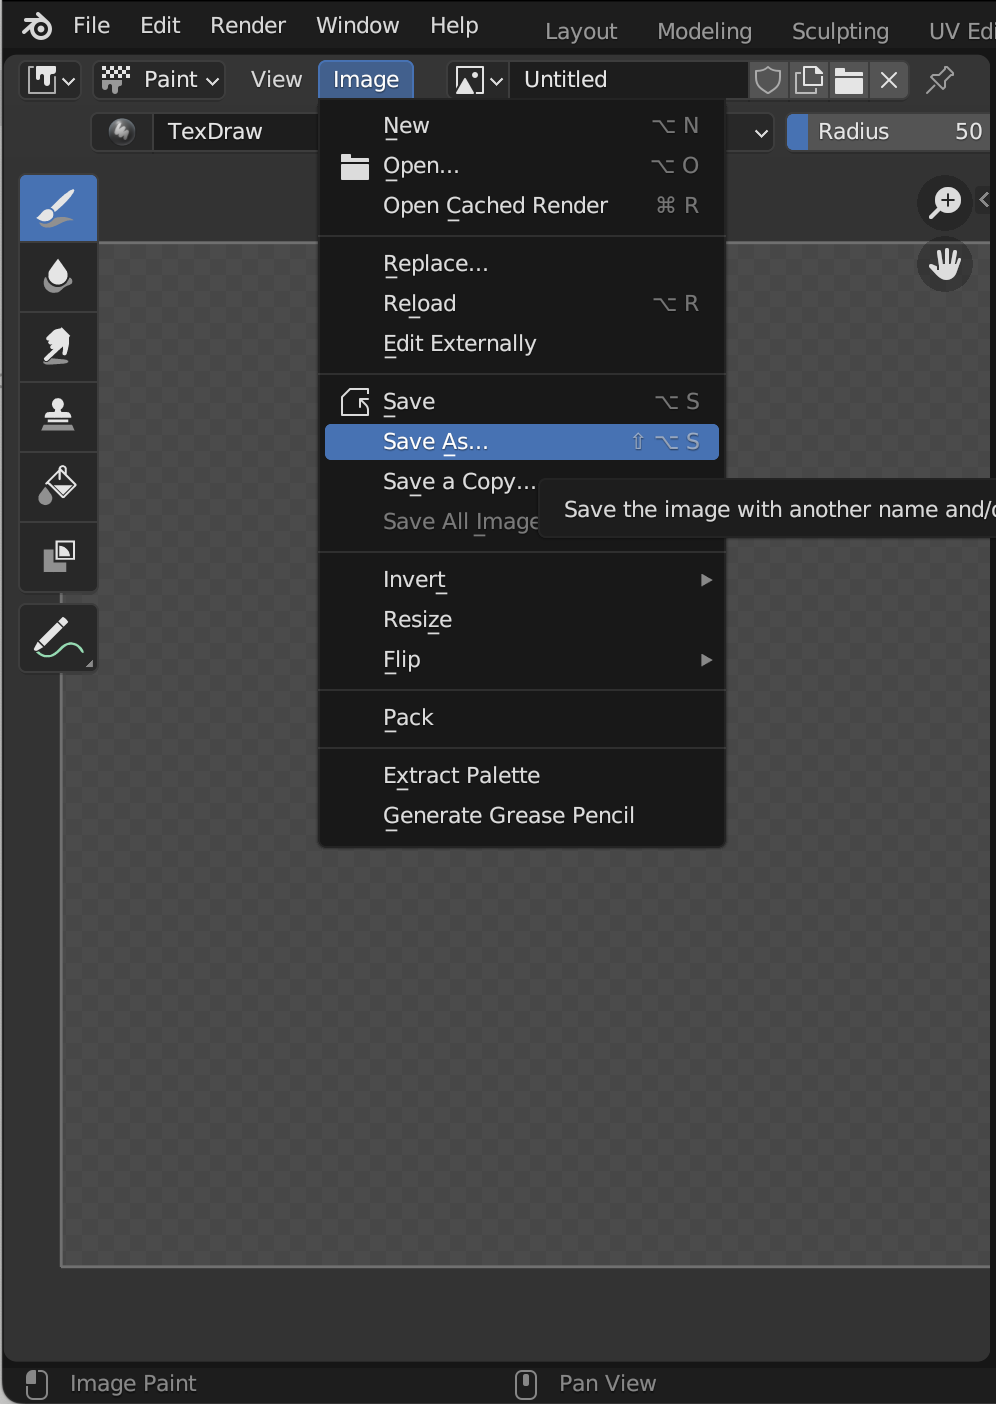 File Edit Render Window Help Layout Modeling Sculpting UV Edi
Paint View Image Untitled
TexDraw Radius 50
New ⌥ N
Open... ⌥ O
Open Cached Render ⌘ R
Replace...
Reload ⌥ R
Edit Externally
Save ⌥ S
Save As... ⇧ ⌥ S
Save a Copy...
Save the image with another name and/
Save All Image
Invert
Resize
Flip
Pack
Extract Palette
Generate Grease Pencil
Image Paint Pan View